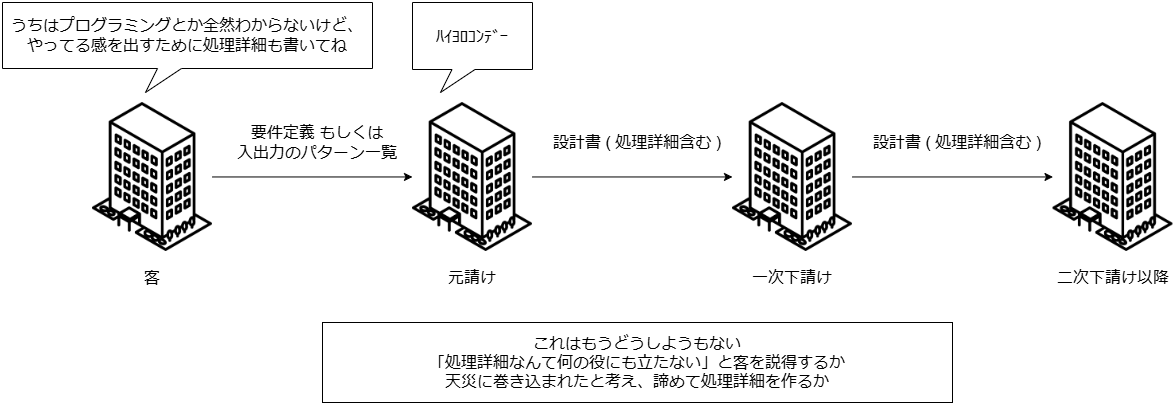 うちはプログラミングとか全然わからないけど、
やってる感を出すために処理詳細も書いてね
ﾊｲﾖﾛｺﾝﾃﾞー
要件定義 もしくは
入出力のパターン一覧
設計書 ( 処理詳細含む )
設計書 ( 処理詳細含む )
客
元請け
一次下請け
二次下請け以降
これはもうどうしようもない
「処理詳細なんて何の役にも立たない」と客を説得するか
天災に巻き込まれたと考え、諦めて処理詳細を作るか